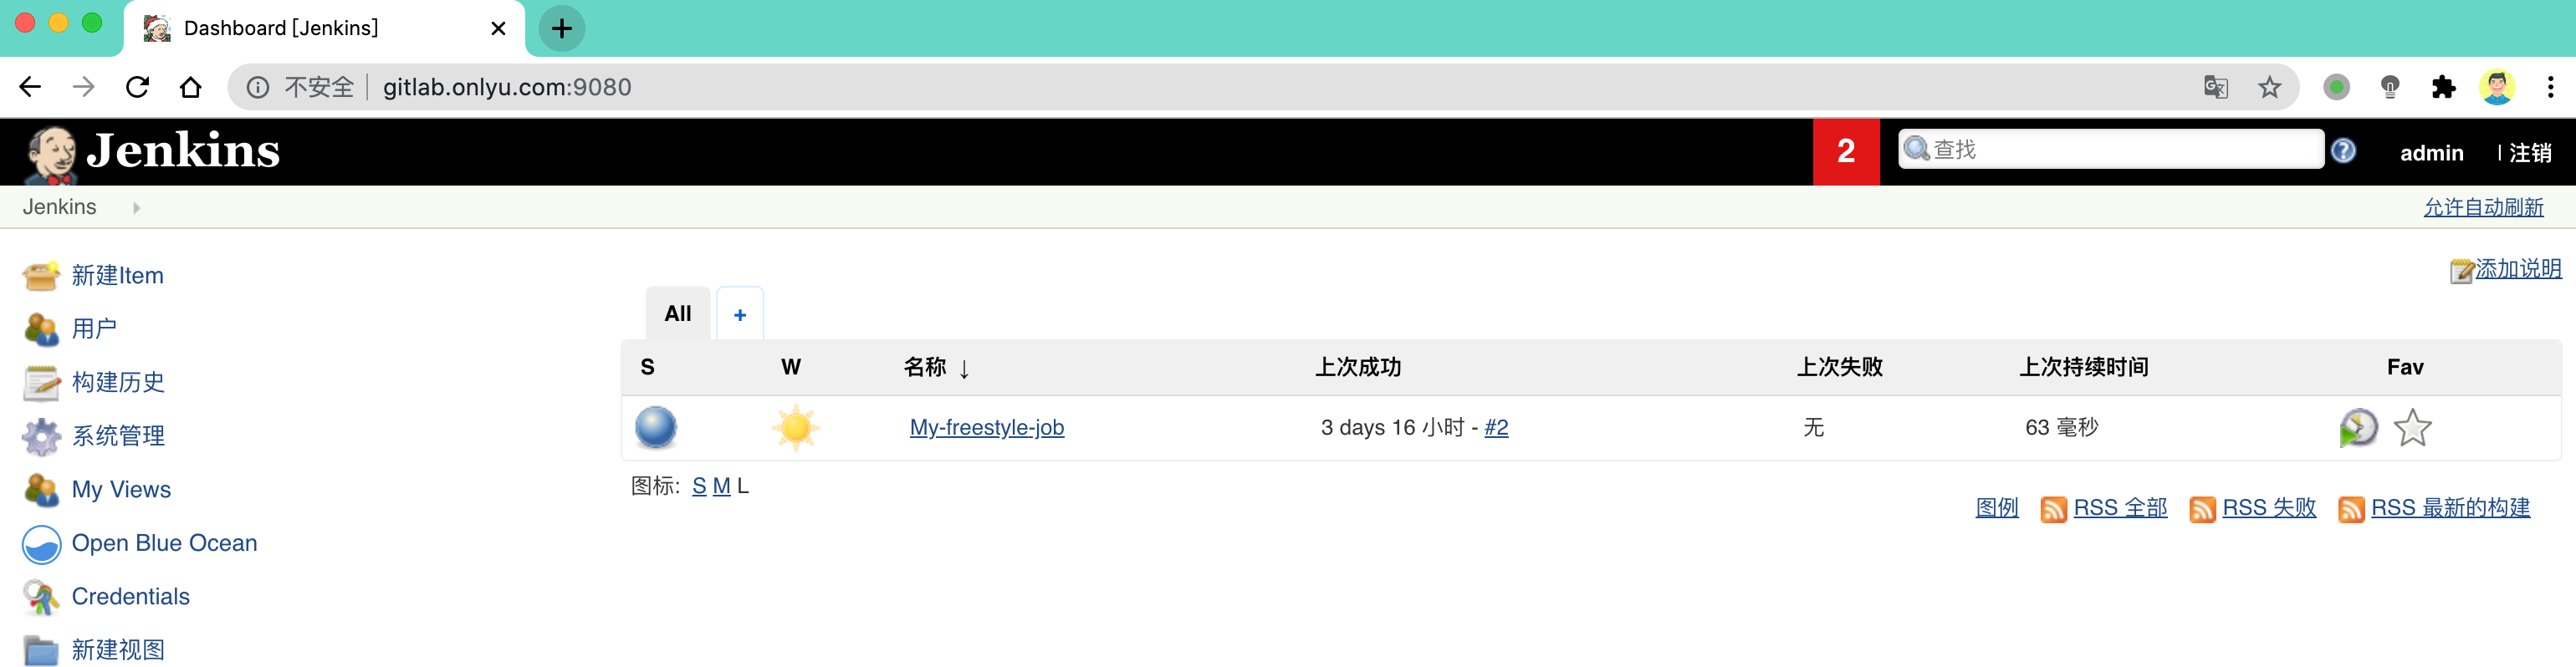 Dashboard [Jenkins]
不安全 gitlab.onlyu.com:9080
Jenkins 2 查找 admin | 注销
Jenkins 允许自动刷新
新建Item
用户
构建历史
系统管理
My Views
Open Blue Ocean
Credentials
新建视图
添加说明
All +
S W 名称 ↓ 上次成功 上次失败 上次持续时间 Fav
My-freestyle-job 3 days 16 小时 - #2 无 63 毫秒
图标: S M L
图例 RSS 全部 RSS 失败 RSS 最新的构建